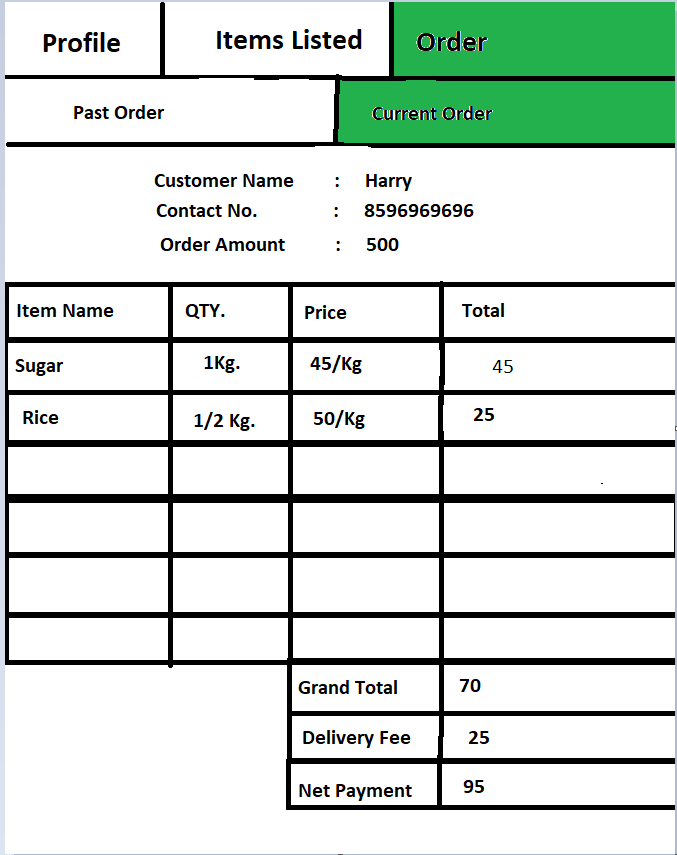 Profile Items Listed Order
Past Order Current Order
Customer Name : Harry
Contact No. : 8596969696
Order Amount : 500
Item Name QTY. Price Total
Sugar 1Kg. 45/Kg 45
Rice 1/2 Kg. 50/Kg 25
Grand Total 70
Delivery Fee 25
Net Payment 95